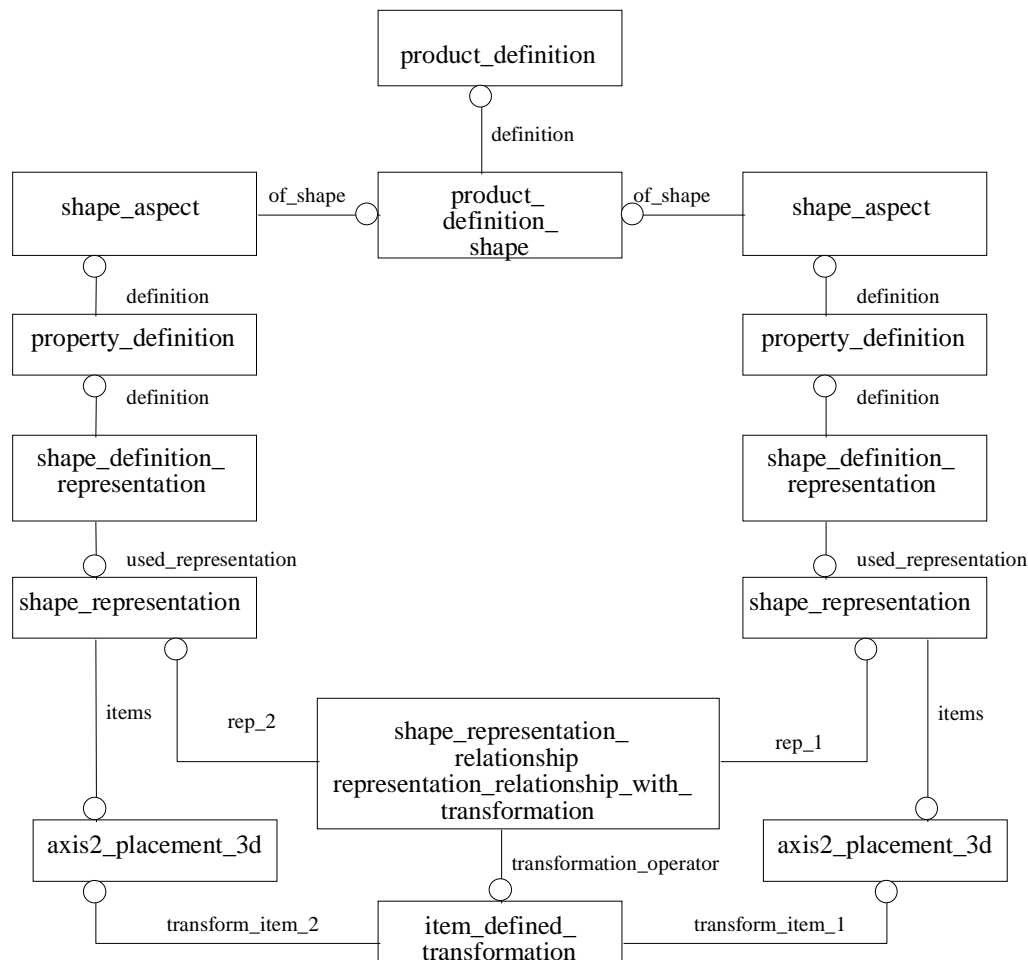 product_definition
definition
shape_aspect
of_shape
product_
definition_
shape
of_shape
shape_aspect
definition
definition
property_definition
property_definition
definition
definition
shape_definition_
representation
shape_definition_
representation
used_representation
used_representation
shape_representation
shape_representation
items
rep_2
shape_representation_
relationship
representation_relationship_with_
transformation
rep_1
items
axis2_placement_3d
axis2_placement_3d
transformation_operator
transform_item_2
item_defined_
transformation
transform_item_1